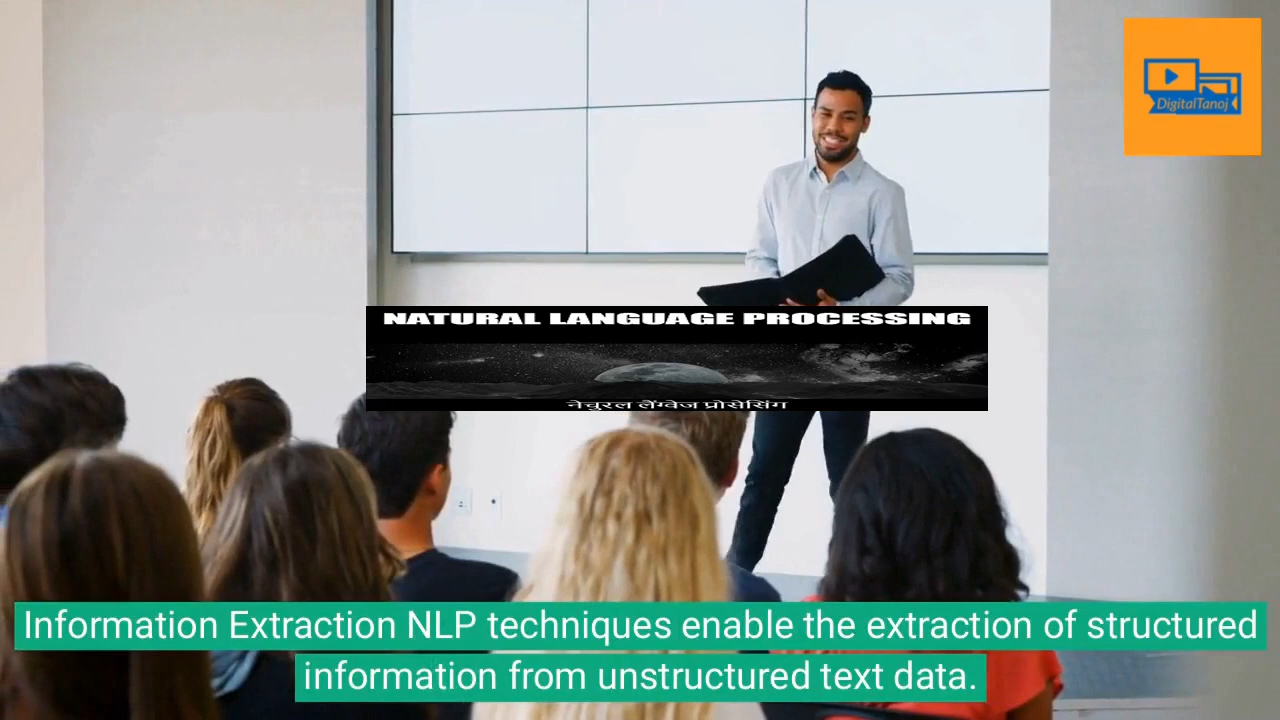 DigitalTanoj
NATURAL LANGUAGE PROCESSING
नेचुरल लैंग्वेज प्रोसेसिंग
Information Extraction NLP techniques enable the extraction of structured
information from unstructured text data.